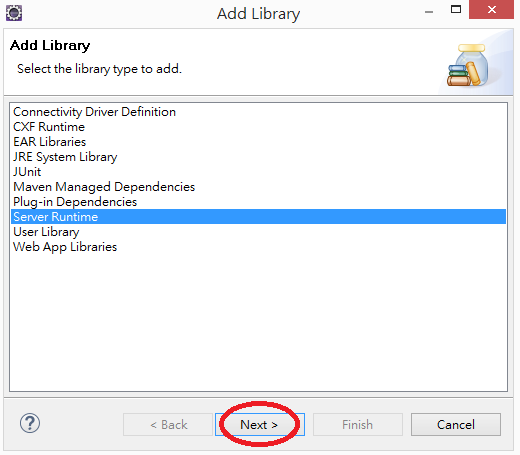 Add Library
Add Library
Select the library type to add.
Connectivity Driver Definition
CXF Runtime
EAR Libraries
JRE System Library
JUnit
Maven Managed Dependencies
Plug-in Dependencies
Server Runtime
User Library
Web App Libraries
? < Back Next > Finish Cancel